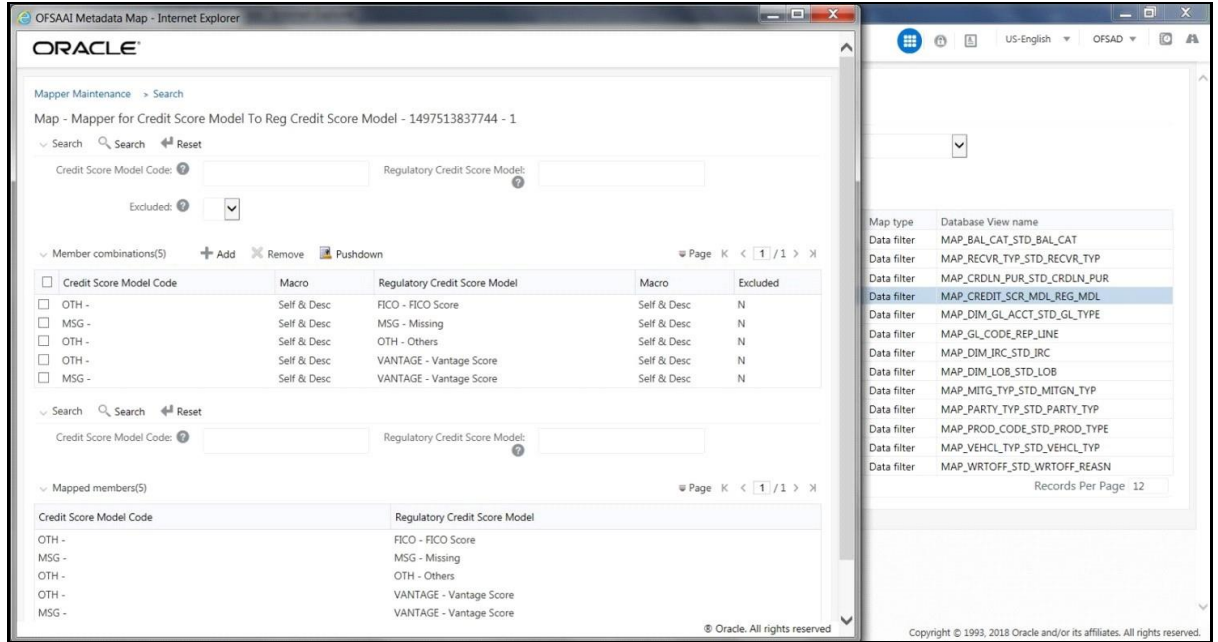 OFSAAI Metadata Map - Internet Explorer
ORACLE
Mapper Maintenance > Search
Map - Mapper for Credit Score Model To Reg Credit Score Model - 1497513837744 - 1
Search Search Reset
Credit Score Model Code: ? Regulatory Credit Score Model: ?
Excluded: ?
Member combinations(5) Add Remove Pushdown Page 1 / 1
Credit Score Model Code Macro Regulatory Credit Score Model Macro Excluded
OTH - Self & Desc FICO - FICO Score Self & Desc N
MSG - Self & Desc MSG - Missing Self & Desc N
OTH - Self & Desc OTH - Others Self & Desc N
OTH - Self & Desc VANTAGE - Vantage Score Self & Desc N
MSG - Self & Desc VANTAGE - Vantage Score Self & Desc N
Search Search Reset
Credit Score Model Code: ? Regulatory Credit Score Model: ?
Mapped members(5) Page 1 / 1
Credit Score Model Code Regulatory Credit Score Model
OTH - FICO - FICO Score
MSG - MSG - Missing
OTH - OTH - Others
OTH - VANTAGE - Vantage Score
MSG - VANTAGE - Vantage Score
® Oracle. All rights reserved
US-English OFSAD
Map type Database View name
Data filter MAP_BAL_CAT_STD_BAL_CAT
Data filter MAP_RECVR_TYP_STD_RECVR_TYP
Data filter MAP_CRDLN_PUR_STD_CRDLN_PUR
Data filter MAP_CREDIT_SCR_MDL_REG_MDL
Data filter MAP_DIM_GL_ACCT_STD_GL_TYPE
Data filter MAP_GL_CODE_REP_LINE
Data filter MAP_DIM_IRC_STD_IRC
Data filter MAP_DIM_LOB_STD_LOB
Data filter MAP_MITG_TYP_STD_MITGN_TYP
Data filter MAP_PARTY_TYP_STD_PARTY_TYP
Data filter MAP_PROD_CODE_STD_PROD_TYPE
Data filter MAP_VEHCL_TYP_STD_VEHCL_TYP
Data filter MAP_WRTOFF_STD_WRTOFF_REASN
Records Per Page 12
Copyright © 1993, 2018 Oracle and/or its affiliates. All rights reserved.